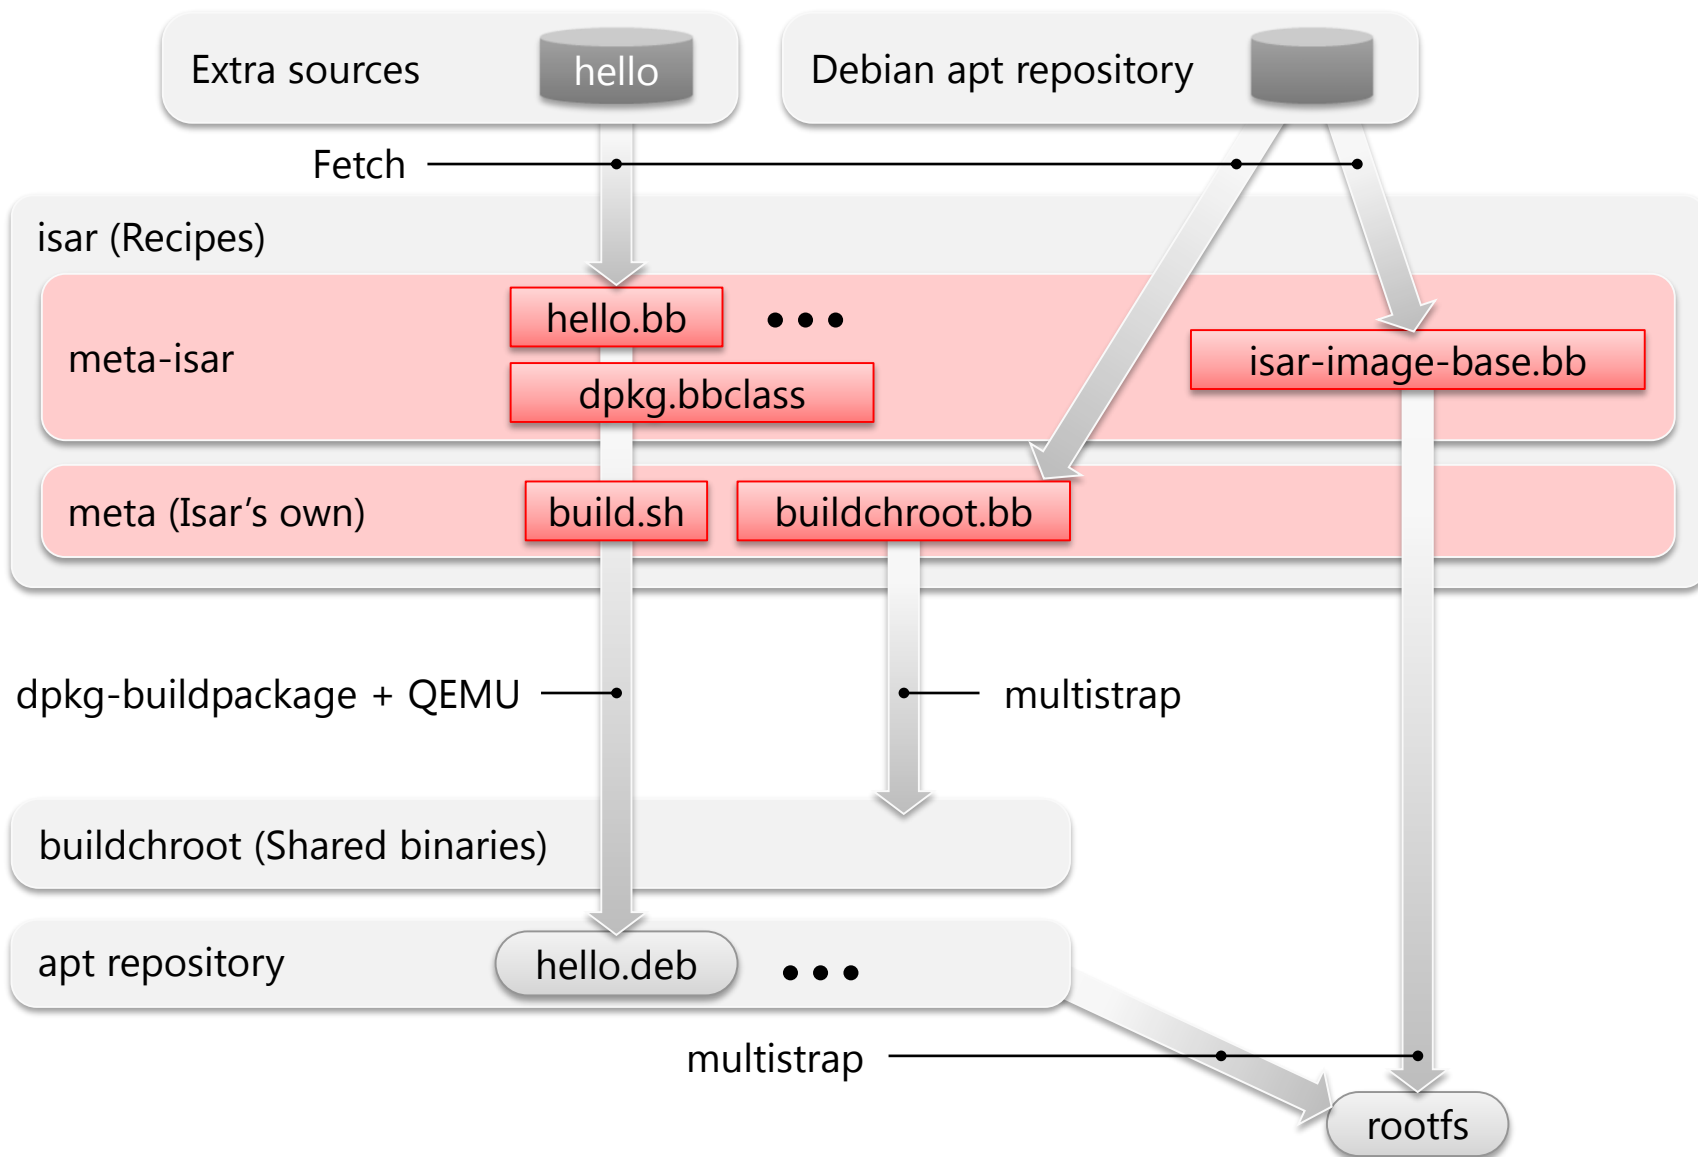 Extra sources
hello
Debian apt repository
Fetch
isar (Recipes)
hello.bb
•••
meta-isar
isar-image-base.bb
dpkg.bbclass
meta (Isar’s own)
build.sh
buildchroot.bb
dpkg-buildpackage + QEMU
multistrap
buildchroot (Shared binaries)
apt repository
hello.deb
•••
multistrap
rootfs